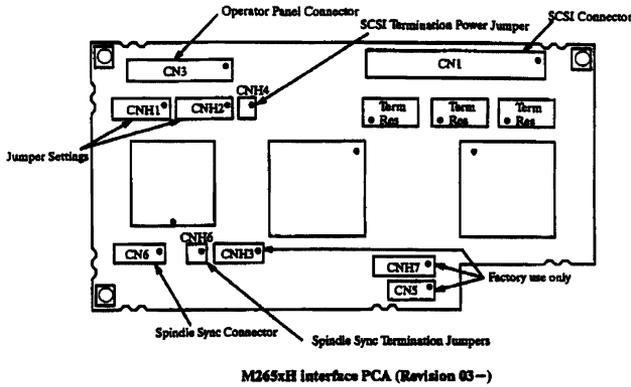 Operator Panel Connector
SCSI Termination Power Jumper
SCSI Connector
CN3
CN1
CNH4
CNH1
CNH2
Term Res
Term Res
Term Res
Jumper Settings
CNH6
CN6
CNH3
CNH7
CN5
Factory use only
Spindle Sync Connector
Spindle Sync Termination Jumpers
M265xH interface PCA (Revision 03—)